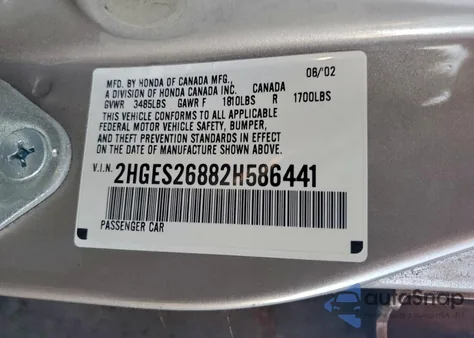 MFD. BY HONDA OF CANADA MFG., 06/02
A DIVISION OF HONDA CANADA INC. CANADA
GVWR 3485LBS GAWR F 1810LBS R 1700LBS
THIS VEHICLE CONFORMS TO ALL APPLICABLE
FEDERAL MOTOR VEHICLE SAFETY, BUMPER,
AND THEFT PREVENTION STANDARDS IN EFFECT
ON THE DATE OF MANUFACTURE SHOWN ABOVE.
V.I.N. 2HGES26882H586441
PASSENGER CAR
autoSnap